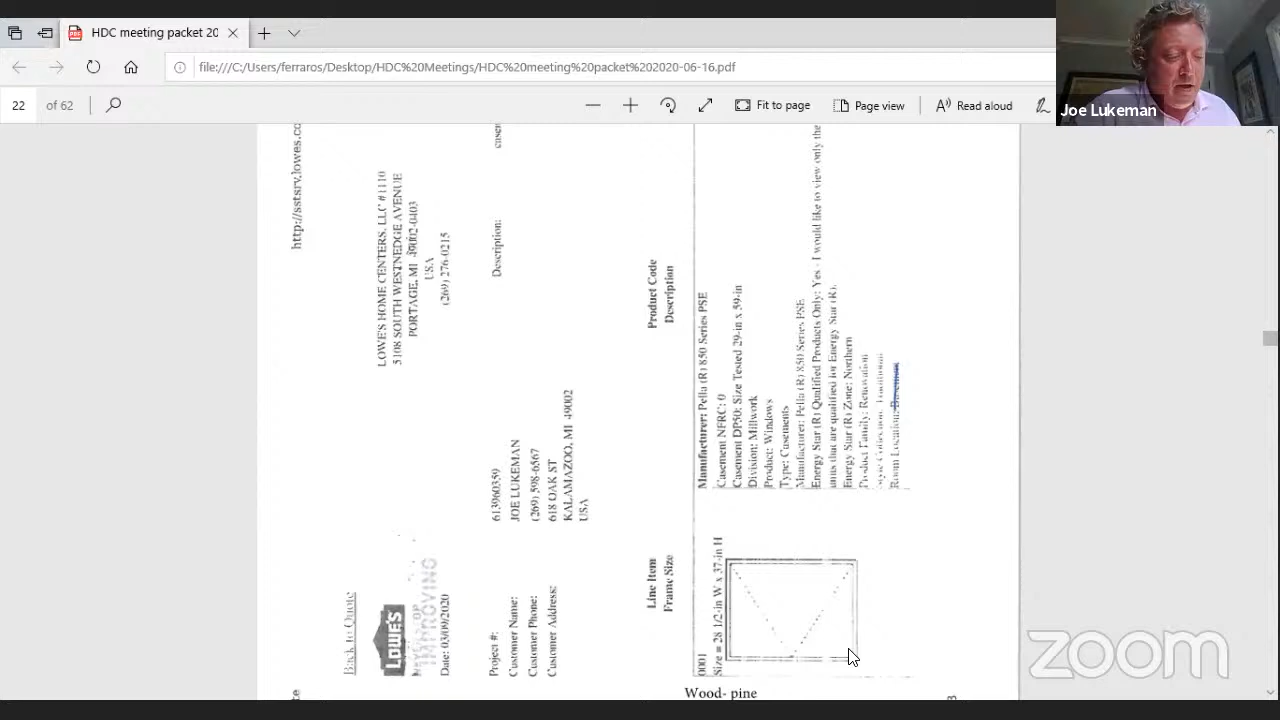 HDC meeting packet 20
file:///C:/Users/ferraros/Desktop/HDC%20Meetings/HDC%20meeting%20packet%202020-06-16.pdf
22 of 62
Fit to page
Page view
Read aloud
Joe Lukeman
http://sstsrv.lowes.co
Back to Quote
LOWE'S
IMPROVING
Date: 03/09/2020
LOWE'S HOME CENTERS, LLC #1110
5108 SOUTH WESTNEDGE AVENUE
PORTAGE, MI 49002-0403
USA
(269) 276-0215
Project #: 613960359 Description: casem
Customer Name: JOE LUKEMAN
Customer Phone: (269) 598-6567
Customer Address: 618 OAK ST
KALAMAZOO, MI 49002
USA
Line Item
Frame Size
Product Code
Description
0001
Size = 28 1/2-in W x 37-in H
Manufacturer: Pella (R) 850 Series PSE
Casement NFRC: 0
Casement DP50: Size Tested 29-in x 59-in
Division: Millwork
Product: Windows
Type: Casements
Manufacturer: Pella (R) 850 Series PSE
Energy Star (R) Qualified Products Only: Yes - I would like to view only the
units that are qualified for Energy Star (R).
Energy Star (R) Zone: Northern
Product Family: Renovation
Room Location:
Wood- pine
zoom